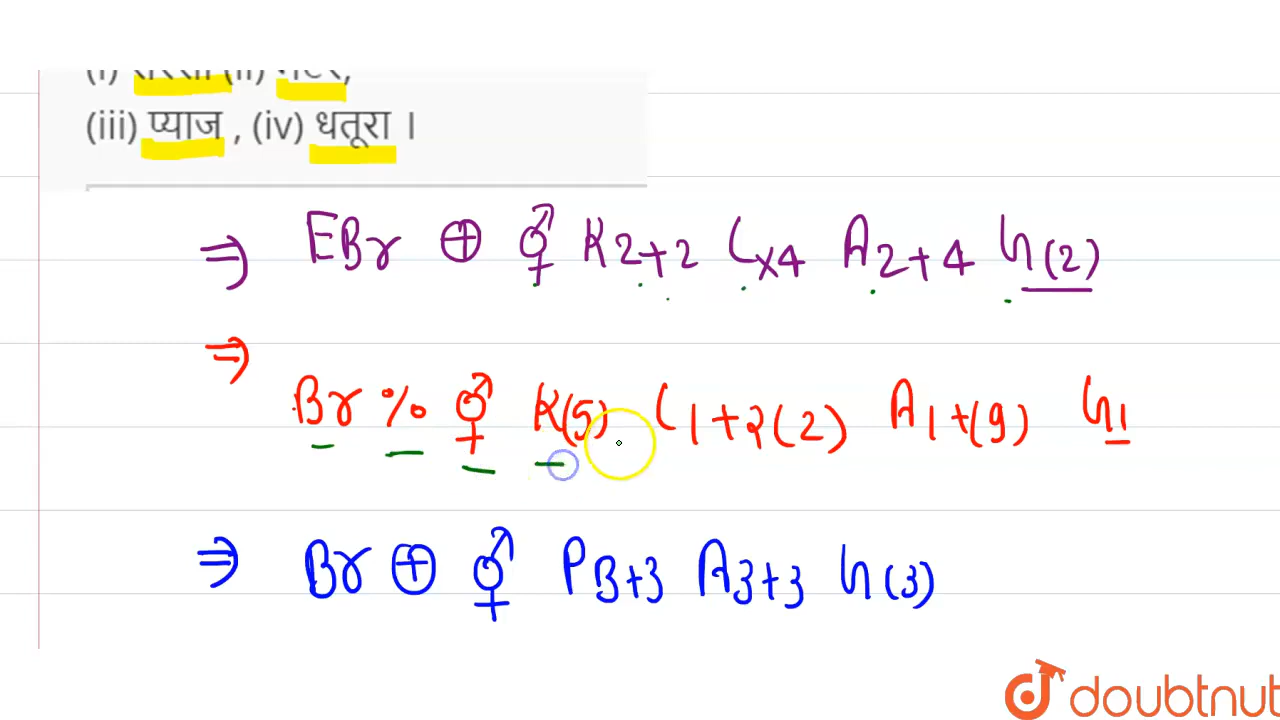 (iii) प्याज , (iv) धतूरा ।
⇒ EBr ⊕ ⚥ K2+2 C×4 A2+4 G(2)
⇒
Br % ⚥ K(5) C1+2(2) A1+(9) G1
⇒ Br ⊕ ⚥ P3+3 A3+3 G(3)
doubtnut